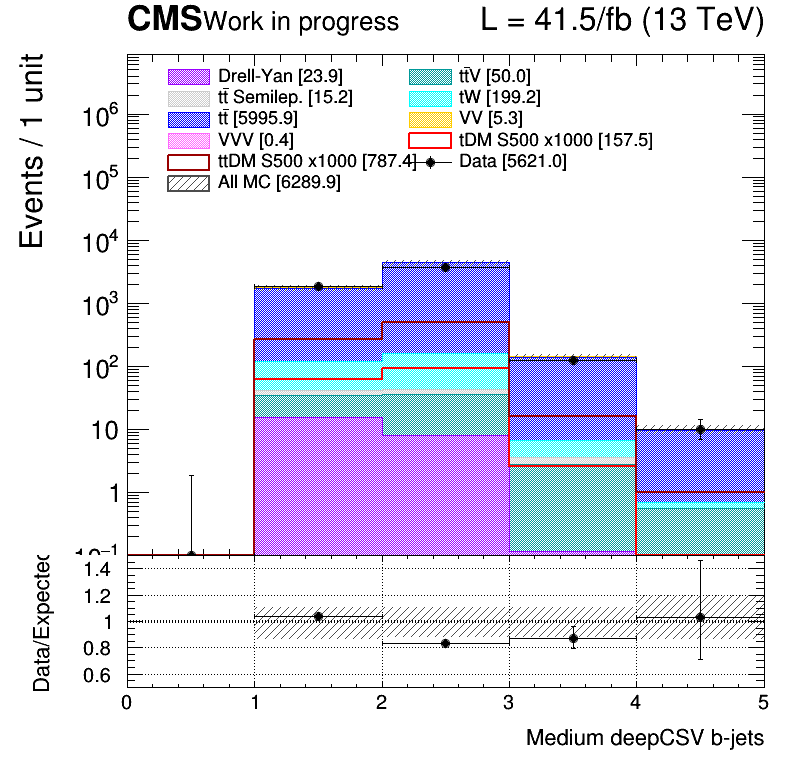 CMS Work in progress L = 41.5/fb (13 TeV)
Drell-Yan [23.9] tt̄V [50.0]
tt̄ Semilep. [15.2] tW [199.2]
tt̄ [5995.9] VV [5.3]
VVV [0.4] tDM S500 x1000 [157.5]
ttDM S500 x1000 [787.4] Data [5621.0]
All MC [6289.9]
Events / 1 unit
10⁶
10⁵
10⁴
10³
10²
10
1
10⁻¹
Data/Expected
1.4
1.2
1
0.8
0.6
0 1 2 3 4 5
Medium deepCSV b-jets